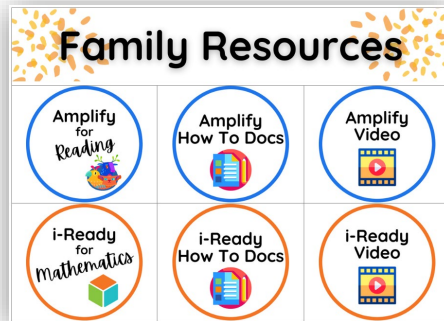 Family Resources
Amplify
for
Reading
Amplify
How To Docs
Amplify
Video
i-Ready
for
Mathematics
i-Ready
How To Docs
i-Ready
Video